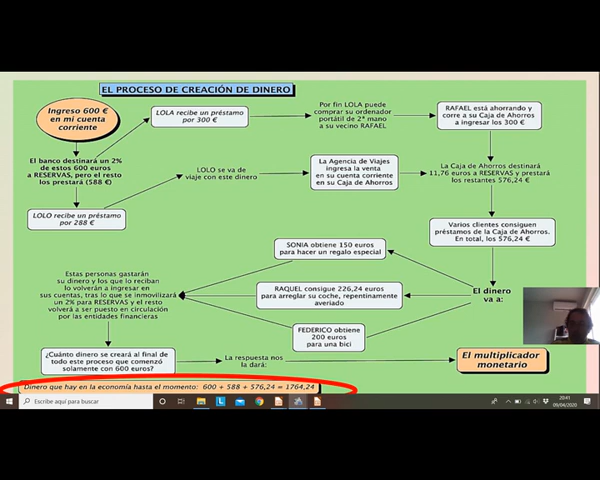 EL PROCESO DE CREACIÓN DE DINERO
Ingreso 600 €
en mi cuenta
corriente
LOLA recibe un préstamo
por 300 €
Por fin LOLA puede
comprar su ordenador
portátil de 2ª mano
a su vecino RAFAEL
RAFAEL está ahorrando y
corre a su Caja de Ahorros
a ingresar los 300 €
El banco destinará un 2%
de estos 600 euros
a RESERVAS, pero el resto
los prestará (588 €)
LOLO se va de
viaje con este dinero
La Agencia de Viajes
ingresa la venta
en su cuenta corriente
en su Caja de Ahorros
La Caja de Ahorros destinará
11,76 euros a RESERVAS y prestará
los restantes 576,24 €
LOLO recibe un préstamo
por 288 €
Varios clientes consiguen
préstamos de la Caja de Ahorros.
En total, los 576,24 €
SONIA obtiene 150 euros
para hacer un regalo especial
Estas personas gastarán
su dinero y los que lo reciban
lo volverán a ingresar en
sus cuentas, tras lo que se inmovilizará
un 2% para RESERVAS y el resto
volverá a ser puesto en circulación
por las entidades financieras
RAQUEL consigue 226,24 euros
para arreglar su coche, repentinamente
averiado
El dinero
va a:
FEDERICO obtiene
200 euros
para una bici
¿Cuánto dinero se creará al final de
todo este proceso que comenzó
solamente con 600 euros?
La respuesta nos
la dará:
El multiplicador
monetario
Dinero que hay en la economía hasta el momento: 600 + 588 + 576,24 = 1764,24
Escribe aquí para buscar
20:41
09/04/2020